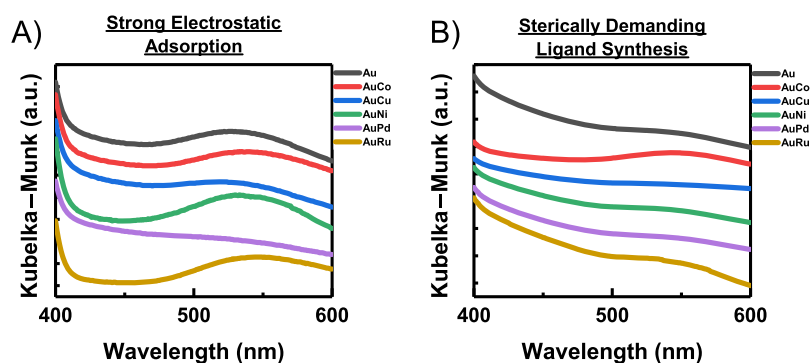 A)
Strong Electrostatic
Adsorption
Kubelka−Munk (a.u.)
Au
AuCo
AuCu
AuNi
AuPd
AuRu
400
500
600
Wavelength (nm)
B)
Sterically Demanding
Ligand Synthesis
Kubelka−Munk (a.u.)
Au
AuCo
AuCu
AuNi
AuPd
AuRu
400
500
600
Wavelength (nm)